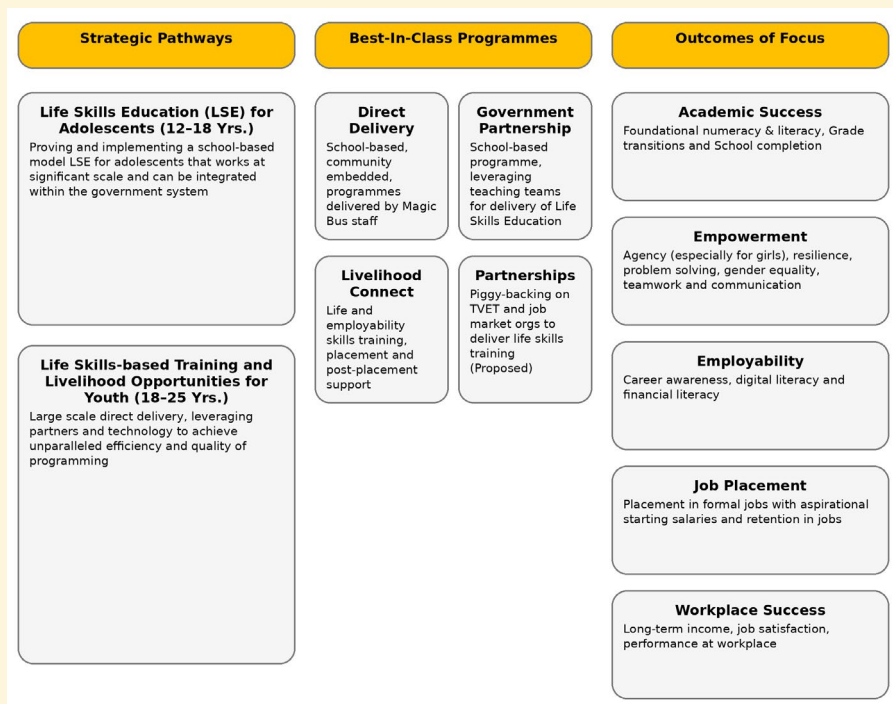 Strategic Pathways
Best-In-Class Programmes
Outcomes of Focus
Life Skills Education (LSE) for
Adolescents (12–18 Yrs.)
Proving and implementing a school-based
model LSE for adolescents that works at
significant scale and can be integrated
within the government system
Life Skills-based Training and
Livelihood Opportunities for
Youth (18–25 Yrs.)
Large scale direct delivery, leveraging
partners and technology to achieve
unparalleled efficiency and quality of
programming
Direct
Delivery
School-based,
community
embedded,
programmes
delivered by Magic
Bus staff
Government
Partnership
School-based
programme,
leveraging
teaching teams
for delivery of Life
Skills Education
Livelihood
Connect
Life and
employability
skills training,
placement and
post-placement
support
Partnerships
Piggy-backing on
TVET and job
market orgs to
deliver life skills
training
(Proposed)
Academic Success
Foundational numeracy & literacy, Grade
transitions and School completion
Empowerment
Agency (especially for girls), resilience,
problem solving, gender equality,
teamwork and communication
Employability
Career awareness, digital literacy and
financial literacy
Job Placement
Placement in formal jobs with aspirational
starting salaries and retention in jobs
Workplace Success
Long-term income, job satisfaction,
performance at workplace